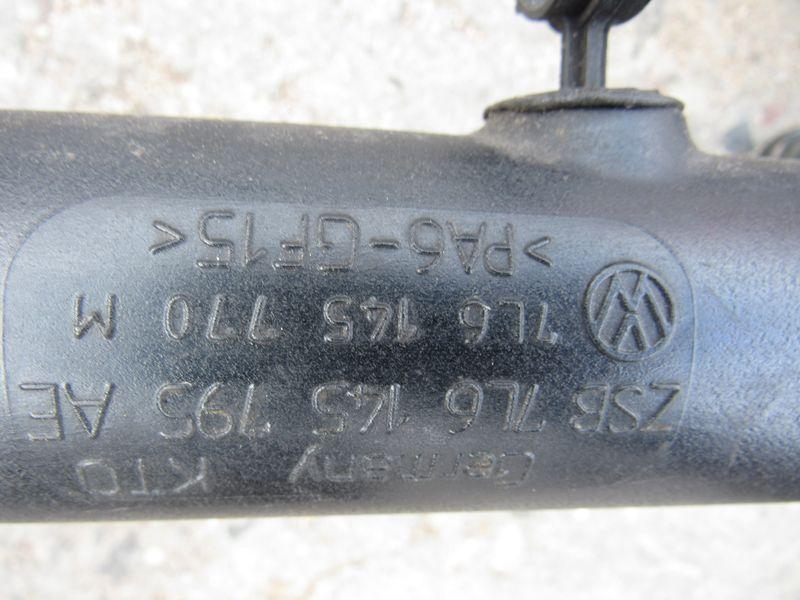 Germany KTO
ZSB 7L6 145 795 AE
7L6 145 770 M
>PA6-GF15<